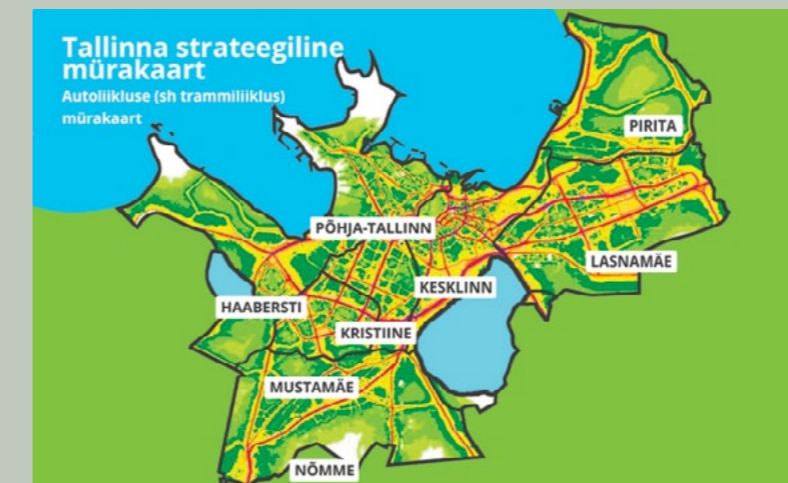 Tallinna strateegiline
mürakaart
Autoliikluse (sh trammiliiklus)
mürakaart
PIRITA
PÕHJA-TALLINN
LASNAMÄE
KESKLINN
HAABERSTI
KRISTIINE
MUSTAMÄE
NÕMME